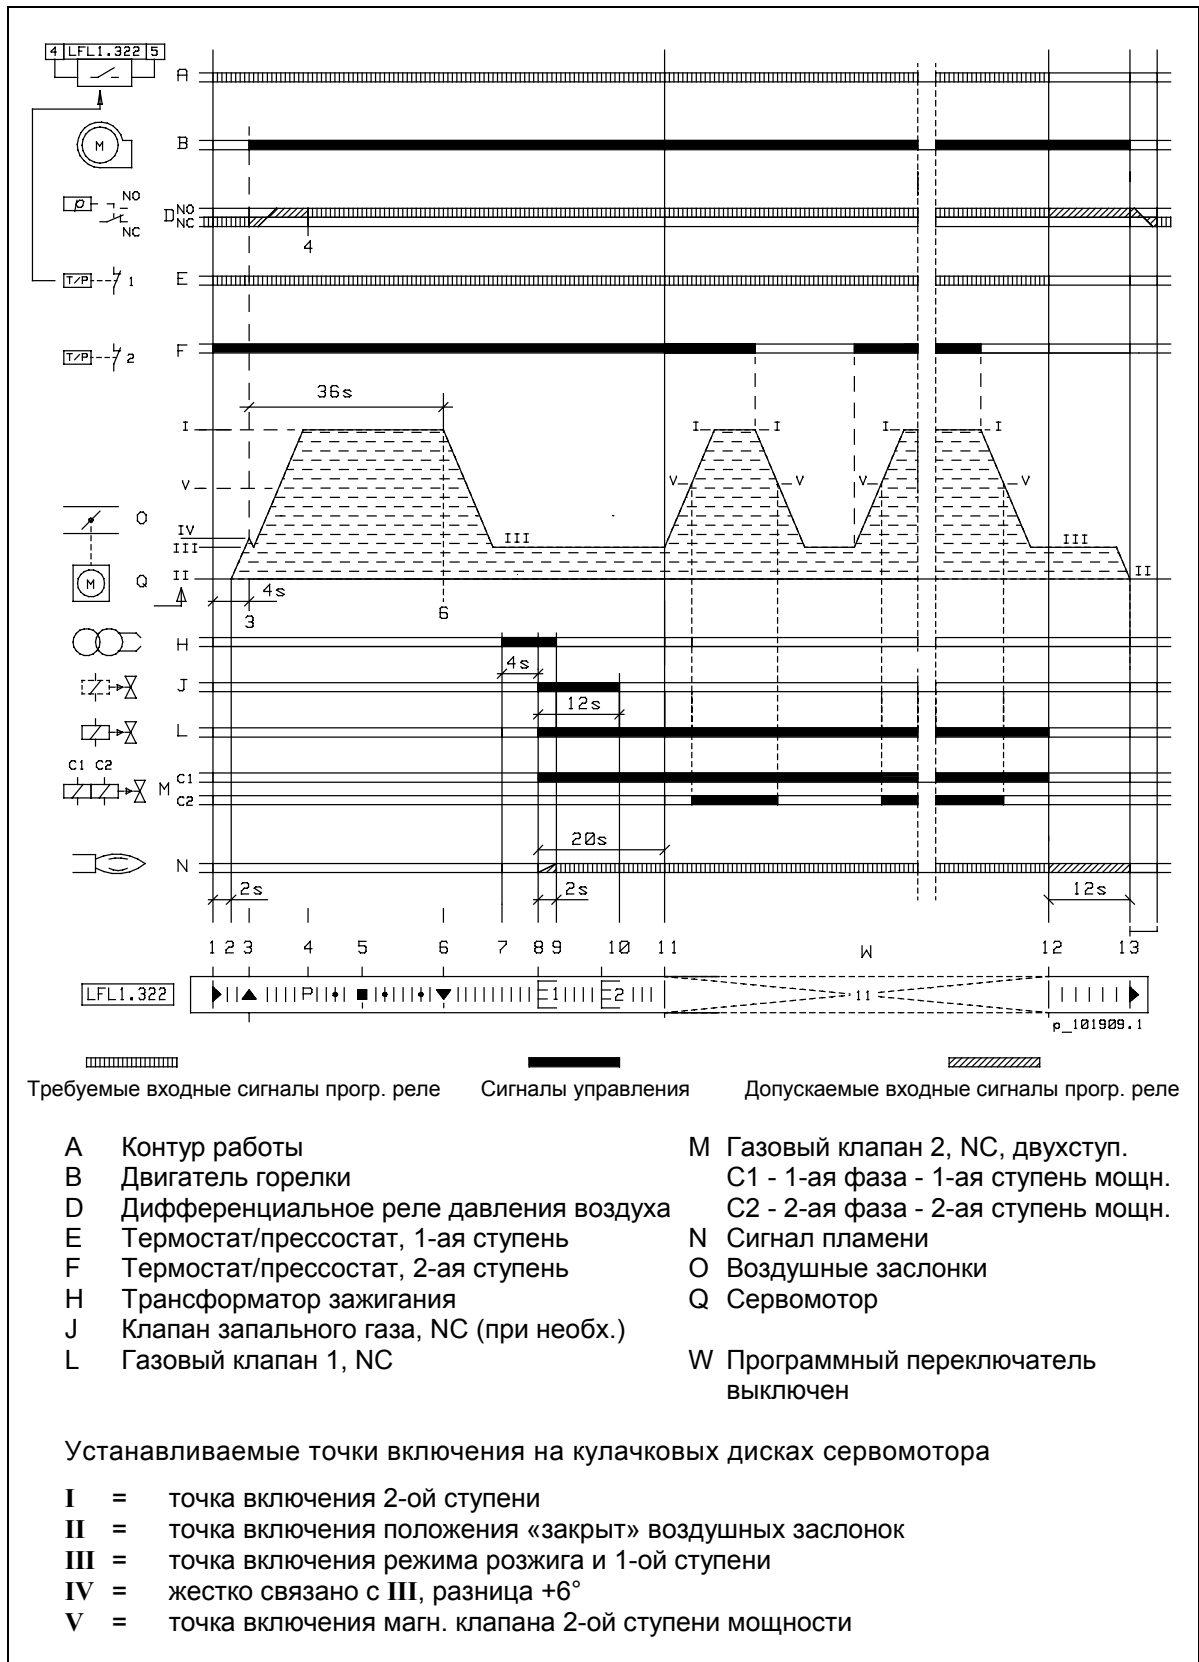 4 LFL1.322 5
A
M
B
p
NO
NC
D NO
NC
4
T/P 1
E
T/P 2
F
36s
I I I I I
V V V V V
O
IV
III III III
M
Q
II II
4s
3 6
H
4s
J
12s
L
C1 C2
M C1
C2
20s
N
2s 2s 12s
1 2 3 4 5 6 7 8 9 10 11 W 12 13
LFL1.322
P E1 E2 11
p_101909.1
Требуемые входные сигналы прогр. реле Сигналы управления Допускаемые входные сигналы прогр. реле
A Контур работы
B Двигатель горелки
D Дифференциальное реле давления воздуха
E Термостат/прессостат, 1-ая ступень
F Термостат/прессостат, 2-ая ступень
H Трансформатор зажигания
J Клапан запального газа, NC (при необх.)
L Газовый клапан 1, NC
M Газовый клапан 2, NC, двухступ.
C1 - 1-ая фаза - 1-ая ступень мощн.
C2 - 2-ая фаза - 2-ая ступень мощн.
N Сигнал пламени
O Воздушные заслонки
Q Сервомотор
W Программный переключатель
выключен
Устанавливаемые точки включения на кулачковых дисках сервомотора
I = точка включения 2-ой ступени
II = точка включения положения «закрыт» воздушных заслонок
III = точка включения режима розжига и 1-ой ступени
IV = жестко связано с III, разница +6°
V = точка включения магн. клапана 2-ой ступени мощности